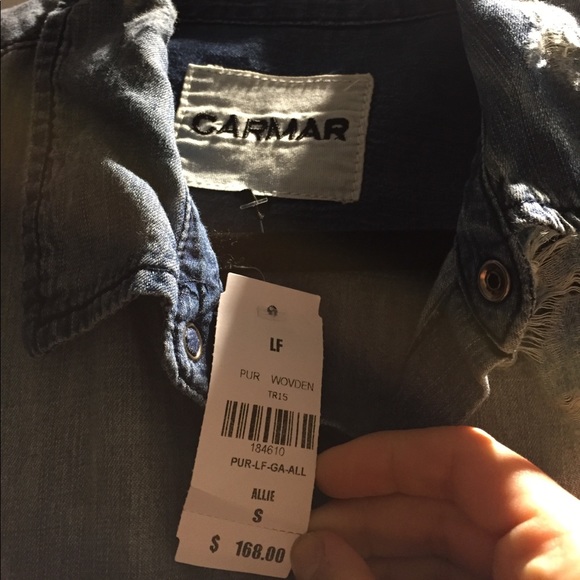 CARMAR
LF
PUR WOVDEN
TRIS
184610
PUR-LF-GA-ALL
ALLIE
S
$ 168.00